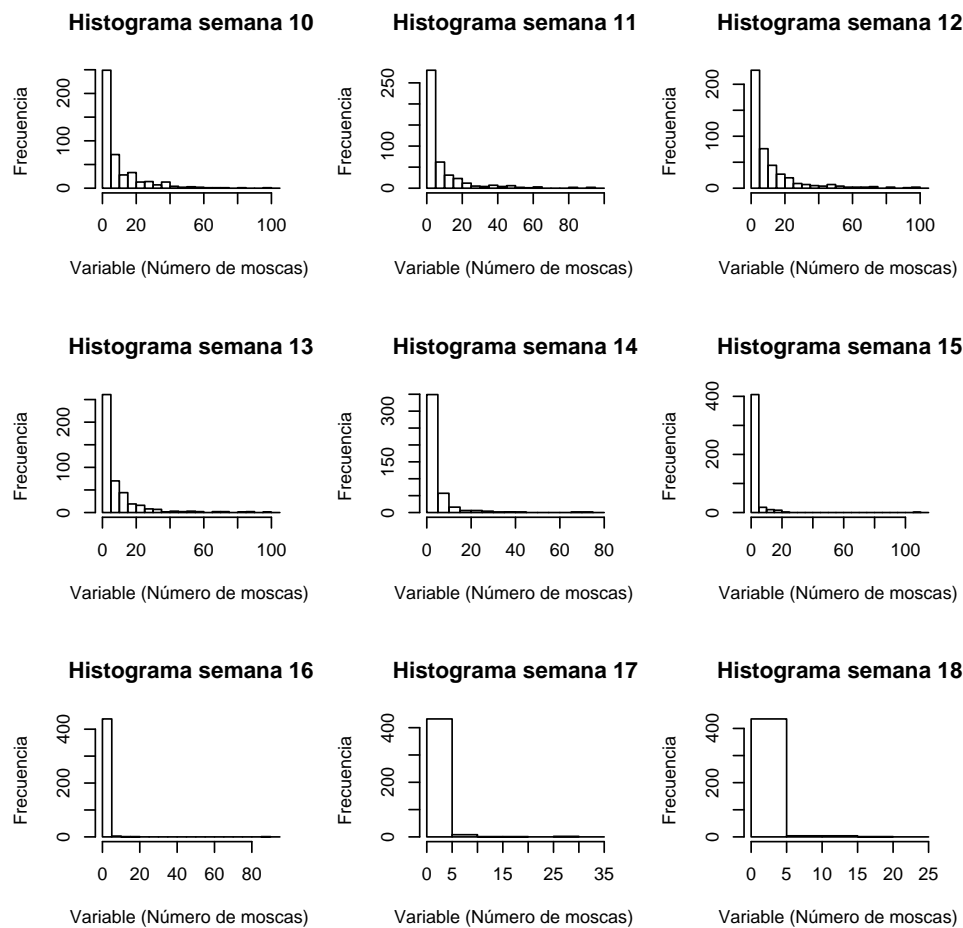 Histograma semana 10
Frecuencia
0 100 200
0 20 60 100
Variable (Número de moscas)
Histograma semana 11
Frecuencia
0 100 250
0 20 40 60 80
Variable (Número de moscas)
Histograma semana 12
Frecuencia
0 100 200
0 20 60 100
Variable (Número de moscas)
Histograma semana 13
Frecuencia
0 100 200
0 20 60 100
Variable (Número de moscas)
Histograma semana 14
Frecuencia
0 150 300
0 20 40 60 80
Variable (Número de moscas)
Histograma semana 15
Frecuencia
0 200 400
0 20 60 100
Variable (Número de moscas)
Histograma semana 16
Frecuencia
0 200 400
0 20 40 60 80
Variable (Número de moscas)
Histograma semana 17
Frecuencia
0 200 400
0 5 15 25 35
Variable (Número de moscas)
Histograma semana 18
Frecuencia
0 200 400
0 5 10 15 20 25
Variable (Número de moscas)